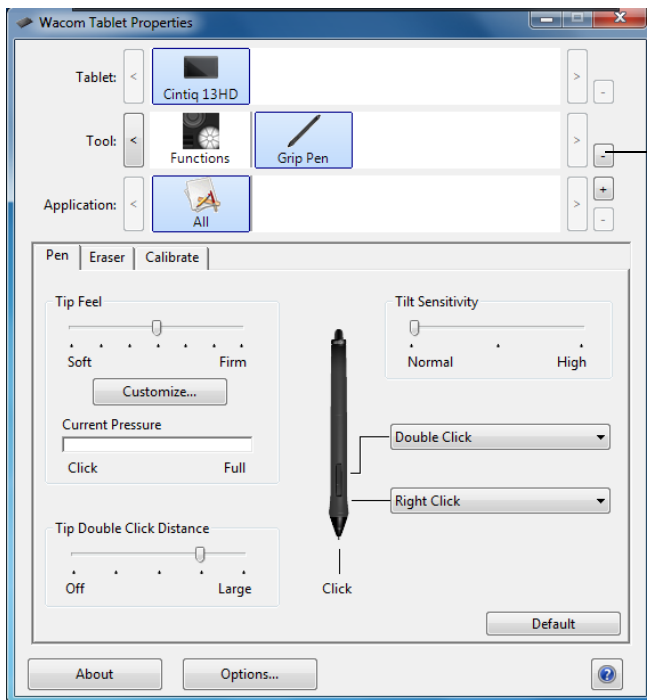 Wacom Tablet Properties
Tablet: < Cintiq 13HD > -
Tool: < Functions Grip Pen > -
Application: < All > + -
Pen Eraser Calibrate
Tip Feel
Soft Firm
Customize...
Current Pressure
Click Full
Tip Double Click Distance
Off Large
Click
Tilt Sensitivity
Normal High
Double Click
Right Click
Default
About Options... ?